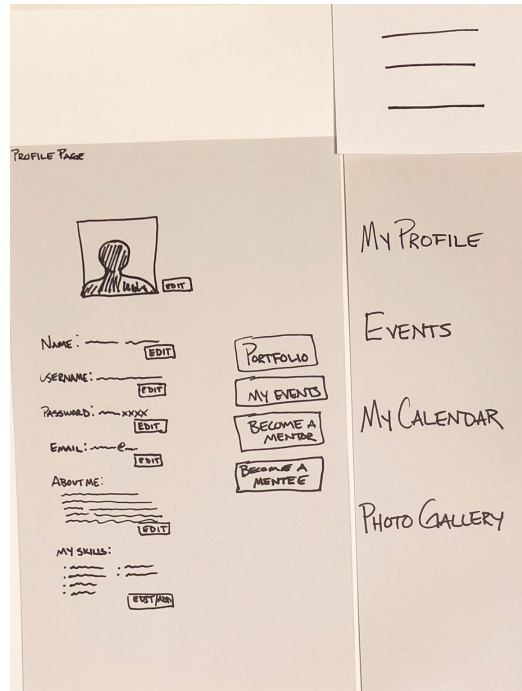 PROFILE PAGE
EDIT
NAME:
EDIT
USERNAME:
EDIT
PASSWORD: xxxx
EDIT
EMAIL: @
EDIT
ABOUT ME:
EDIT
MY SKILLS:
EDIT/ADD
PORTFOLIO
MY EVENTS
BECOME A
MENTOR
BECOME A
MENTEE
MY PROFILE
EVENTS
MY CALENDAR
PHOTO GALLERY